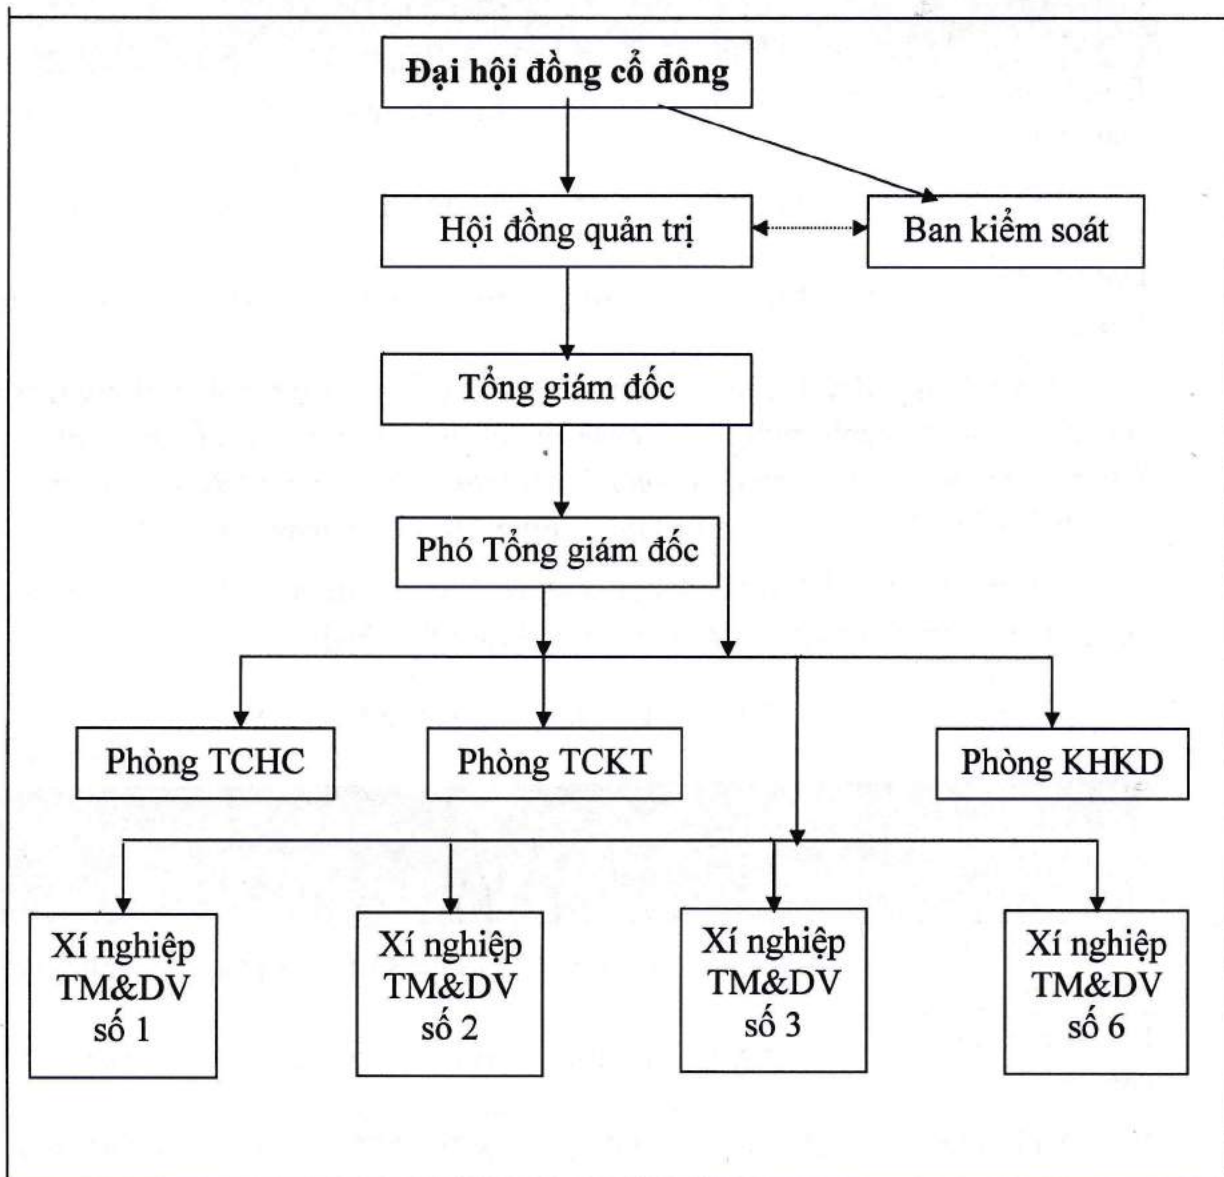 Đại hội đồng cổ đông
Hội đồng quản trị
Ban kiểm soát
Tổng giám đốc
Phó Tổng giám đốc
Phòng TCHC
Phòng TCKT
Phòng KHKD
Xí nghiệp
TM&DV
số 1
Xí nghiệp
TM&DV
số 2
Xí nghiệp
TM&DV
số 3
Xí nghiệp
TM&DV
số 6